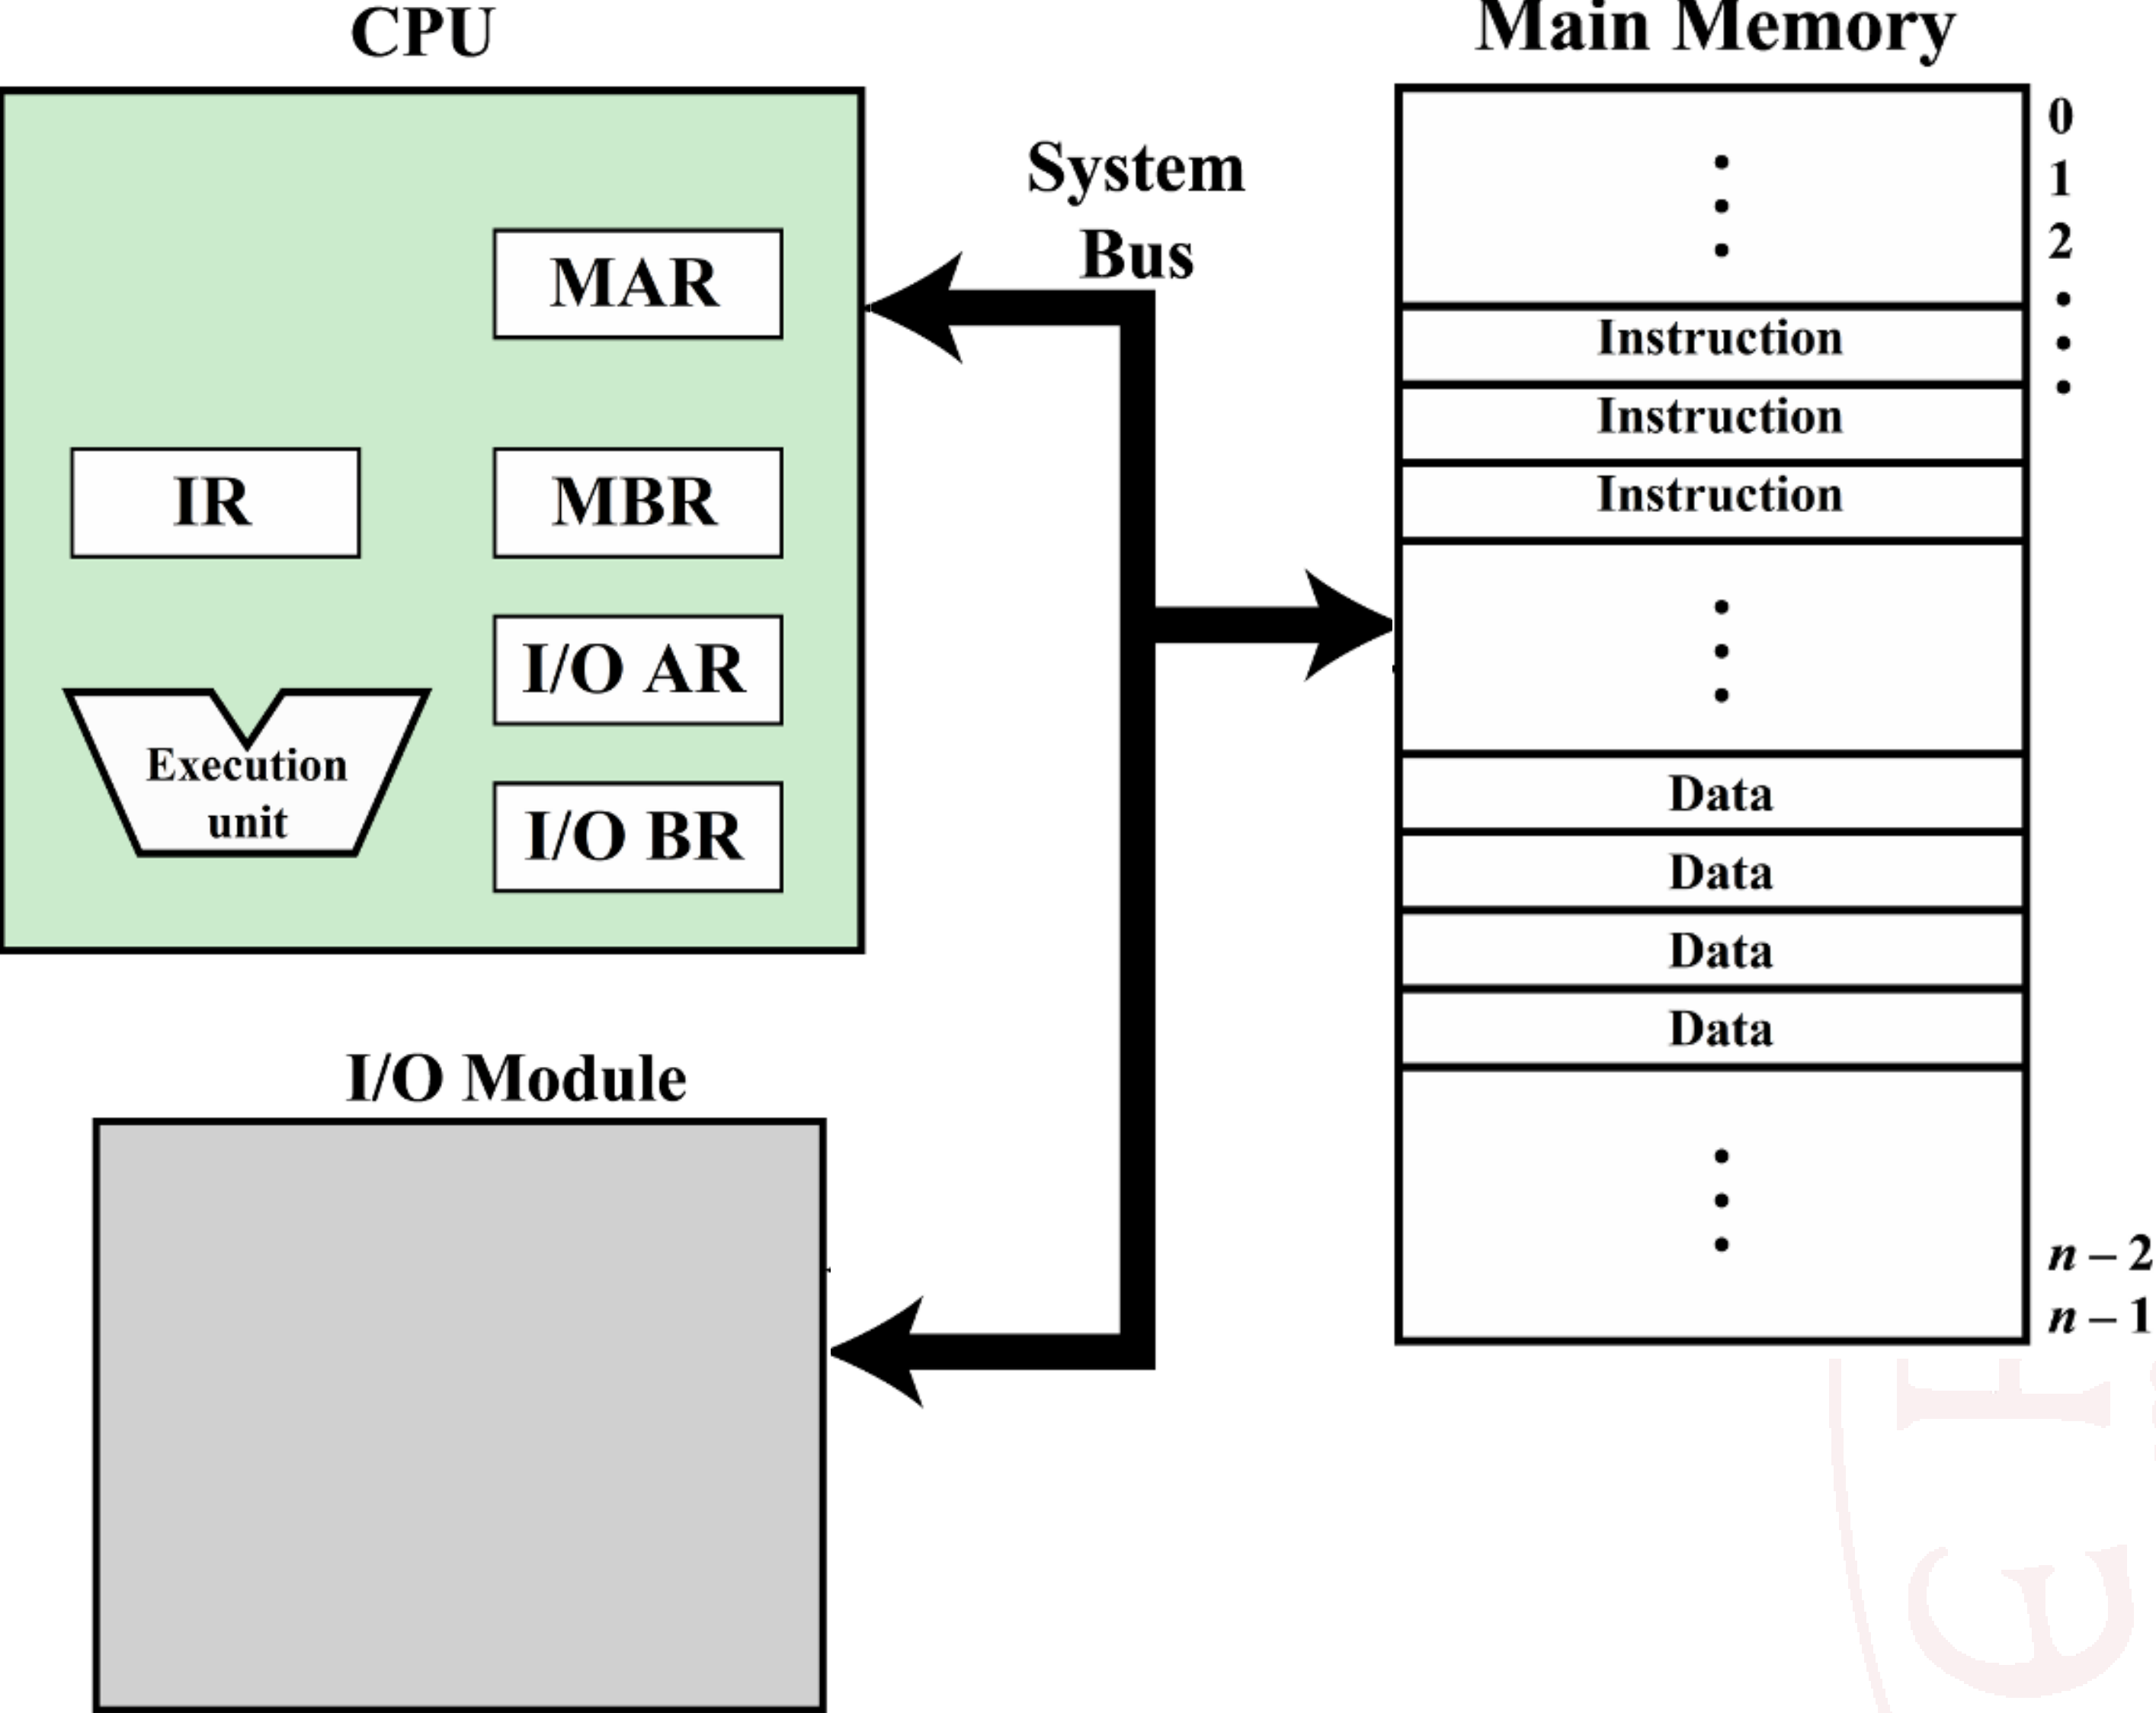 CPU
MAR
IR
MBR
I/O AR
I/O BR
Execution
unit
System
Bus
Main Memory
0
1
2
Instruction
Instruction
Instruction
Data
Data
Data
Data
n – 2
n – 1
I/O Module